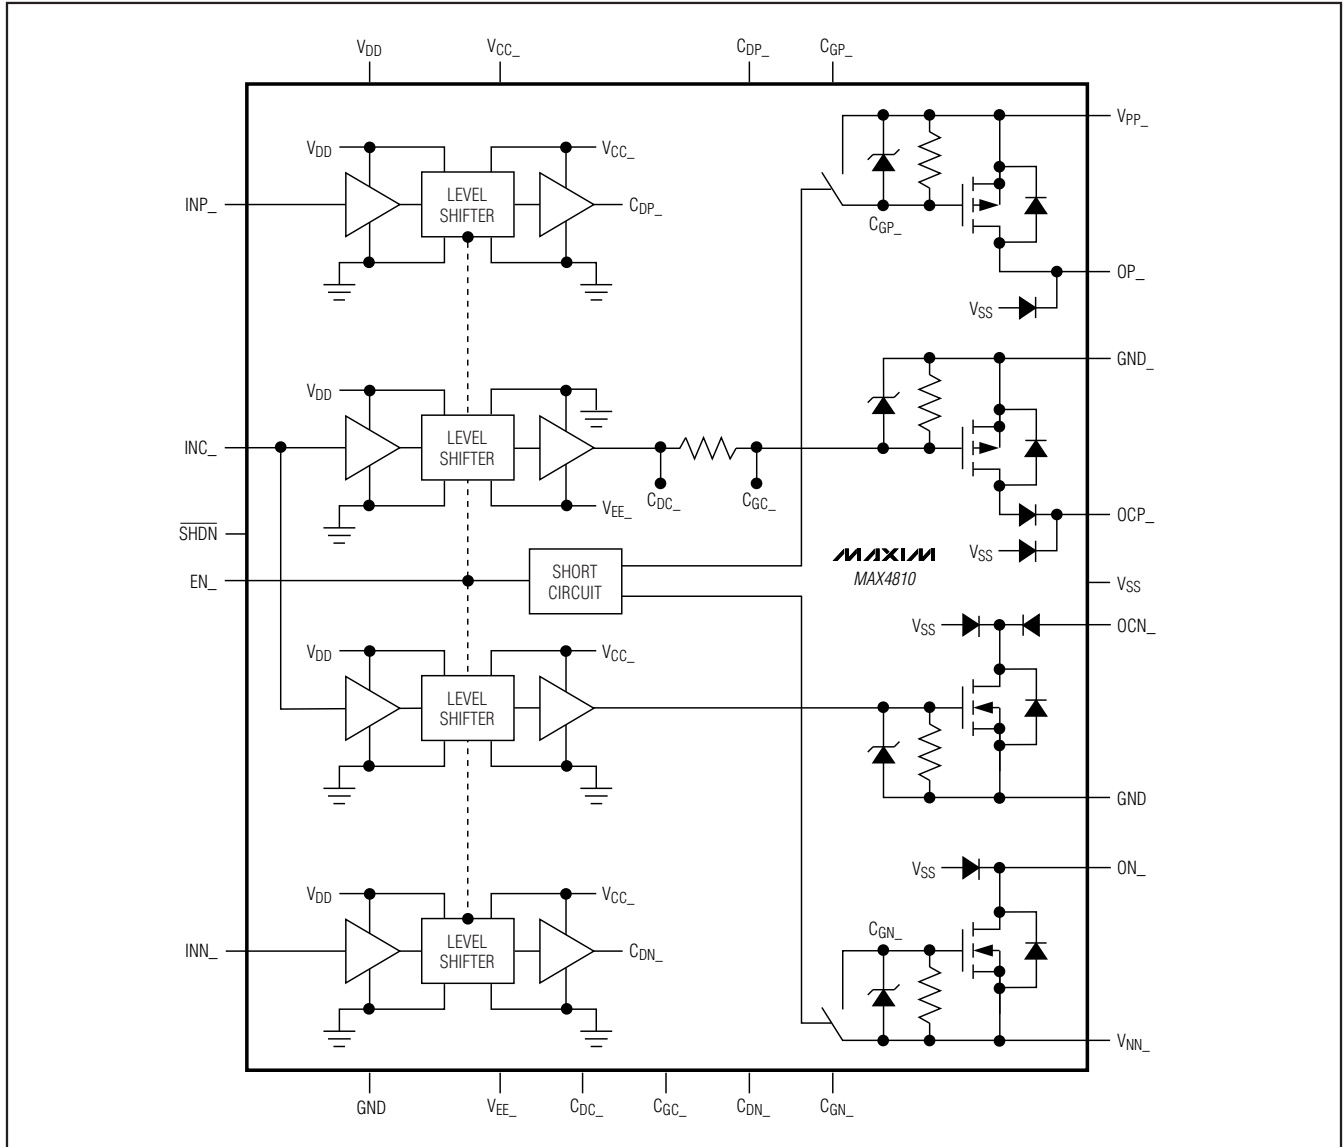 VDD VCC_ CDP_ CGP_
VPP_
VDD VCC_
INP_ LEVEL SHIFTER CDP_
CGP_
OP_
VSS
GND_
VDD
INC_ LEVEL SHIFTER
CDC_ CGC_
VEE_
OCP_
SHDN
VSS
MAXIM
MAX4810
EN_ SHORT CIRCUIT
VSS
VSS OCN_
VDD VCC_
LEVEL SHIFTER
GND
VSS ON_
VDD VCC_
CGN_
INN_ LEVEL SHIFTER CDN_
VNN_
GND VEE_ CDC_ CGC_ CDN_ CGN_